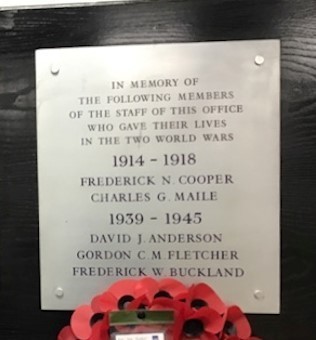 IN MEMORY OF
THE FOLLOWING MEMBERS
OF THE STAFF OF THIS OFFICE
WHO GAVE THEIR LIVES
IN THE TWO WORLD WARS
1914 - 1918
FREDERICK N. COOPER
CHARLES G. MAILE
1939 - 1945
DAVID J. ANDERSON
GORDON C. M. FLETCHER
FREDERICK W. BUCKLAND